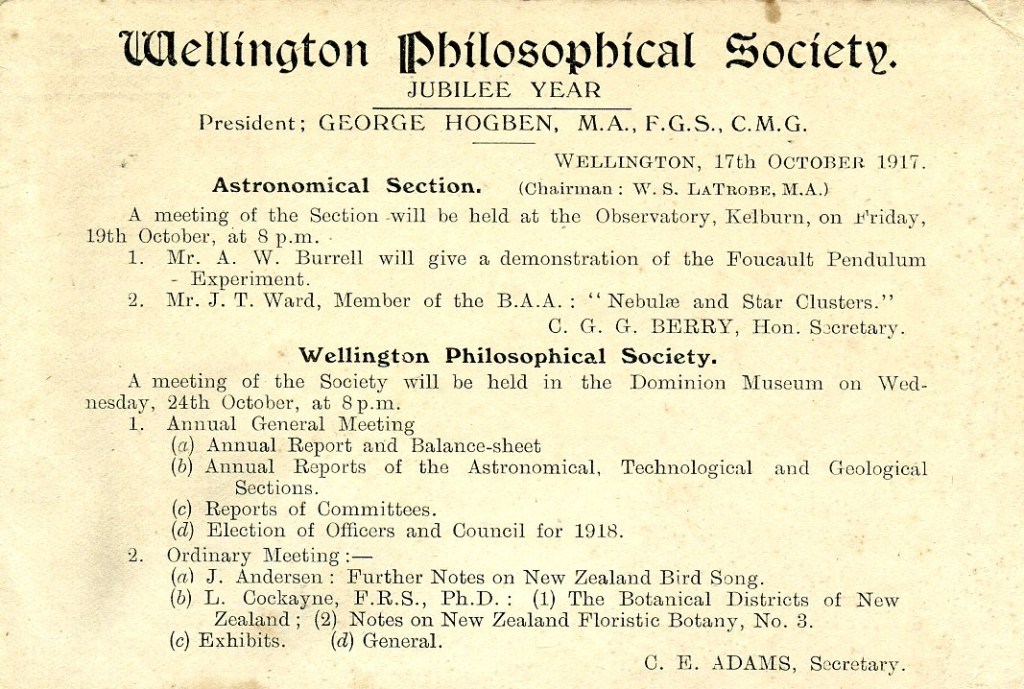 Wellington Philosophical Society.
JUBILEE YEAR
President; GEORGE HOGBEN, M.A., F.G.S., C.M.G.
WELLINGTON, 17th OCTOBER 1917.
Astronomical Section. (Chairman: W. S. LATROBE, M.A.)
A meeting of the Section will be held at the Observatory, Kelburn, on Friday,
19th October, at 8 p.m.
1. Mr. A. W. Burrell will give a demonstration of the Foucault Pendulum
Experiment.
2. Mr. J. T. Ward, Member of the B.A.A.: "Nebulæ and Star Clusters."
C. G. G. BERRY, Hon. Secretary.
Wellington Philosophical Society.
A meeting of the Society will be held in the Dominion Museum on Wed-
nesday, 24th October, at 8 p.m.
1. Annual General Meeting
(a) Annual Report and Balance-sheet
(b) Annual Reports of the Astronomical, Technological and Geological
Sections.
(c) Reports of Committees.
(d) Election of Officers and Council for 1918.
2. Ordinary Meeting:—
(a) J. Andersen: Further Notes on New Zealand Bird Song.
(b) L. Cockayne, F.R.S., Ph.D.: (1) The Botanical Districts of New
Zealand; (2) Notes on New Zealand Floristic Botany, No. 3.
(c) Exhibits. (d) General.
C. E. ADAMS, Secretary.